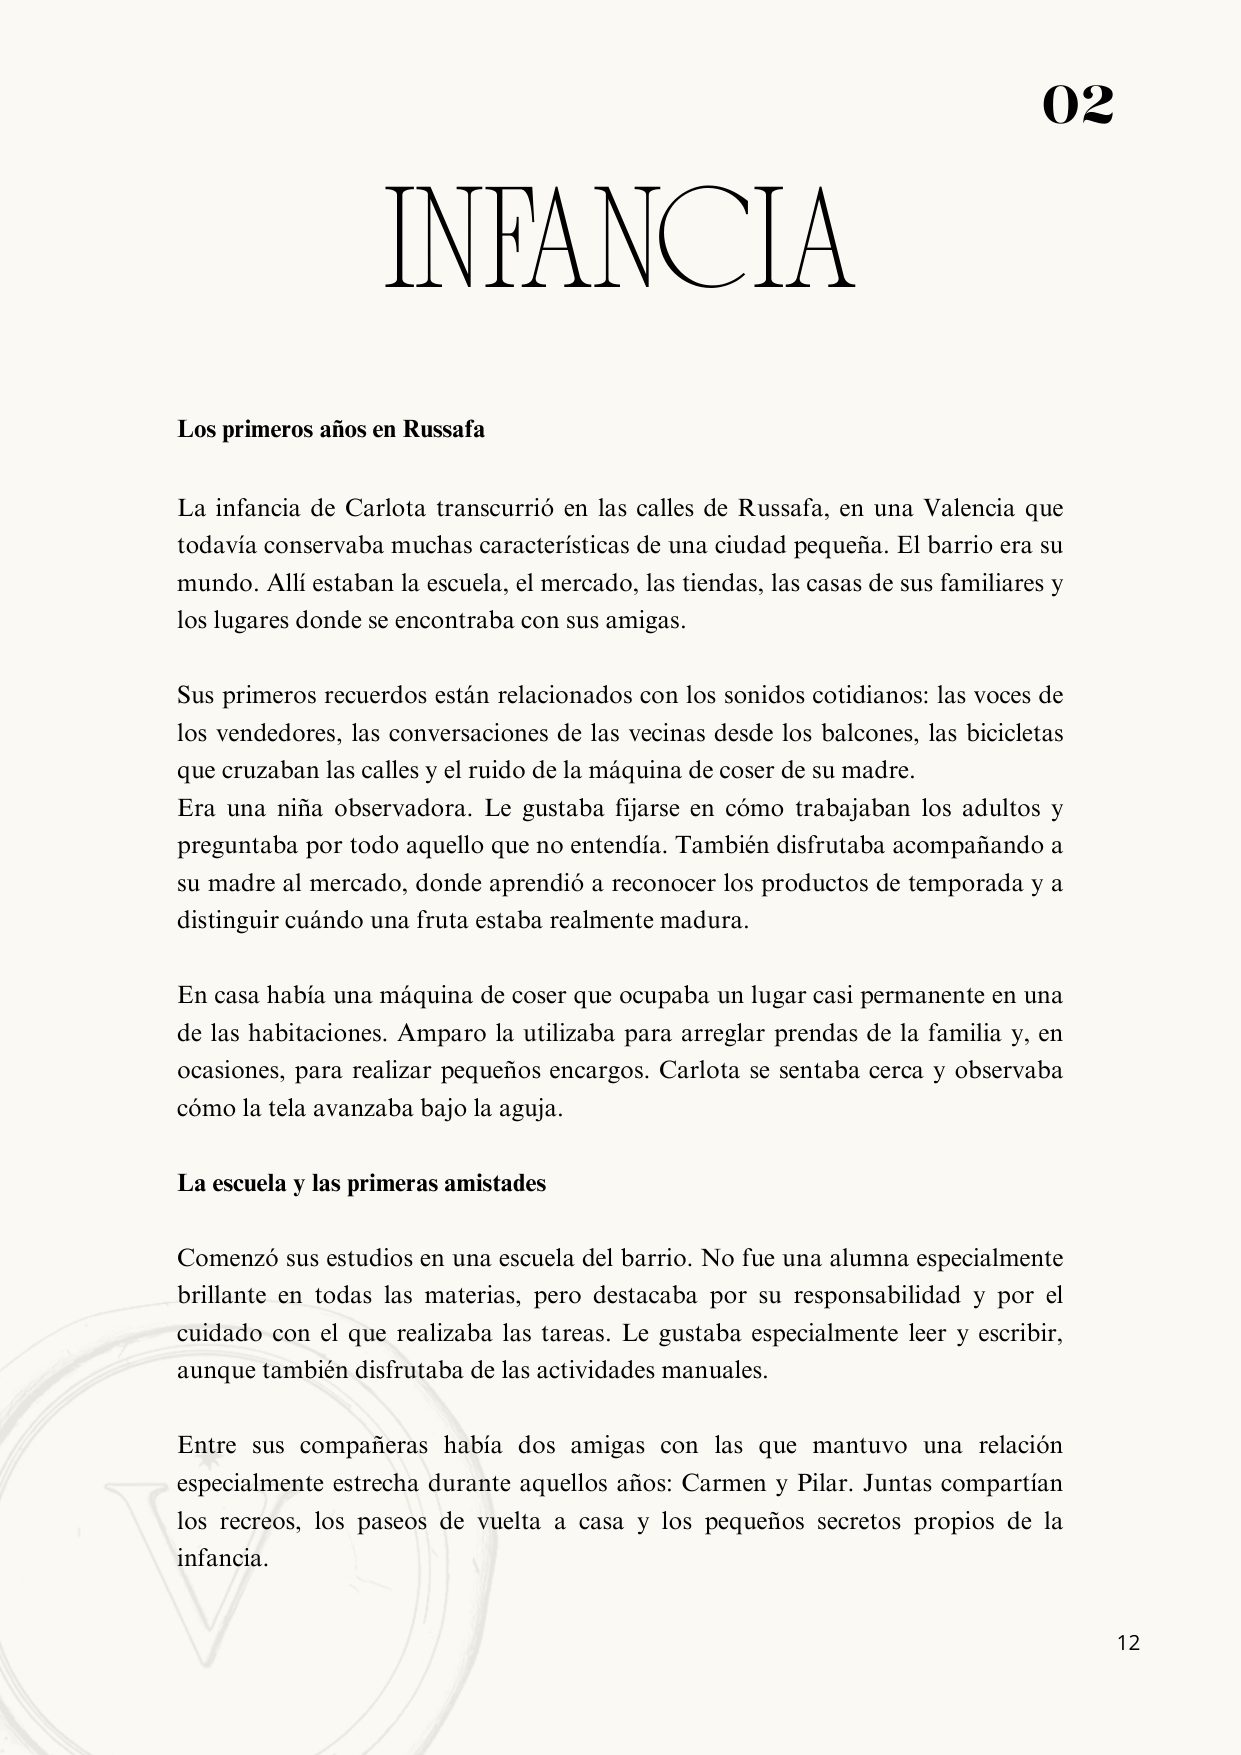 02
INFANCIA
Los primeros años en Russafa
La infancia de Carlota transcurrió en las calles de Russafa, en una Valencia que
todavía conservaba muchas características de una ciudad pequeña. El barrio era su
mundo. Allí estaban la escuela, el mercado, las tiendas, las casas de sus familiares y
los lugares donde se encontraba con sus amigas.
Sus primeros recuerdos están relacionados con los sonidos cotidianos: las voces de
los vendedores, las conversaciones de las vecinas desde los balcones, las bicicletas
que cruzaban las calles y el ruido de la máquina de coser de su madre.
Era una niña observadora. Le gustaba fijarse en cómo trabajaban los adultos y
preguntaba por todo aquello que no entendía. También disfrutaba acompañando a
su madre al mercado, donde aprendió a reconocer los productos de temporada y a
distinguir cuándo una fruta estaba realmente madura.
En casa había una máquina de coser que ocupaba un lugar casi permanente en una
de las habitaciones. Amparo la utilizaba para arreglar prendas de la familia y, en
ocasiones, para realizar pequeños encargos. Carlota se sentaba cerca y observaba
cómo la tela avanzaba bajo la aguja.
La escuela y las primeras amistades
Comenzó sus estudios en una escuela del barrio. No fue una alumna especialmente
brillante en todas las materias, pero destacaba por su responsabilidad y por el
cuidado con el que realizaba las tareas. Le gustaba especialmente leer y escribir,
aunque también disfrutaba de las actividades manuales.
Entre sus compañeras había dos amigas con las que mantuvo una relación
especialmente estrecha durante aquellos años: Carmen y Pilar. Juntas compartían
los recreos, los paseos de vuelta a casa y los pequeños secretos propios de la
infancia.
V
12